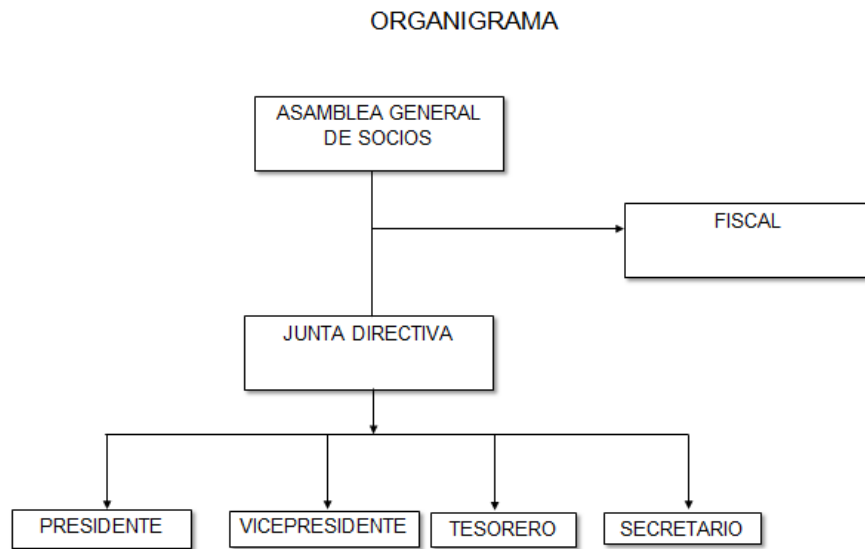 ORGANIGRAMA
ASAMBLEA GENERAL
DE SOCIOS
FISCAL
JUNTA DIRECTIVA
PRESIDENTE
VICEPRESIDENTE
TESORERO
SECRETARIO